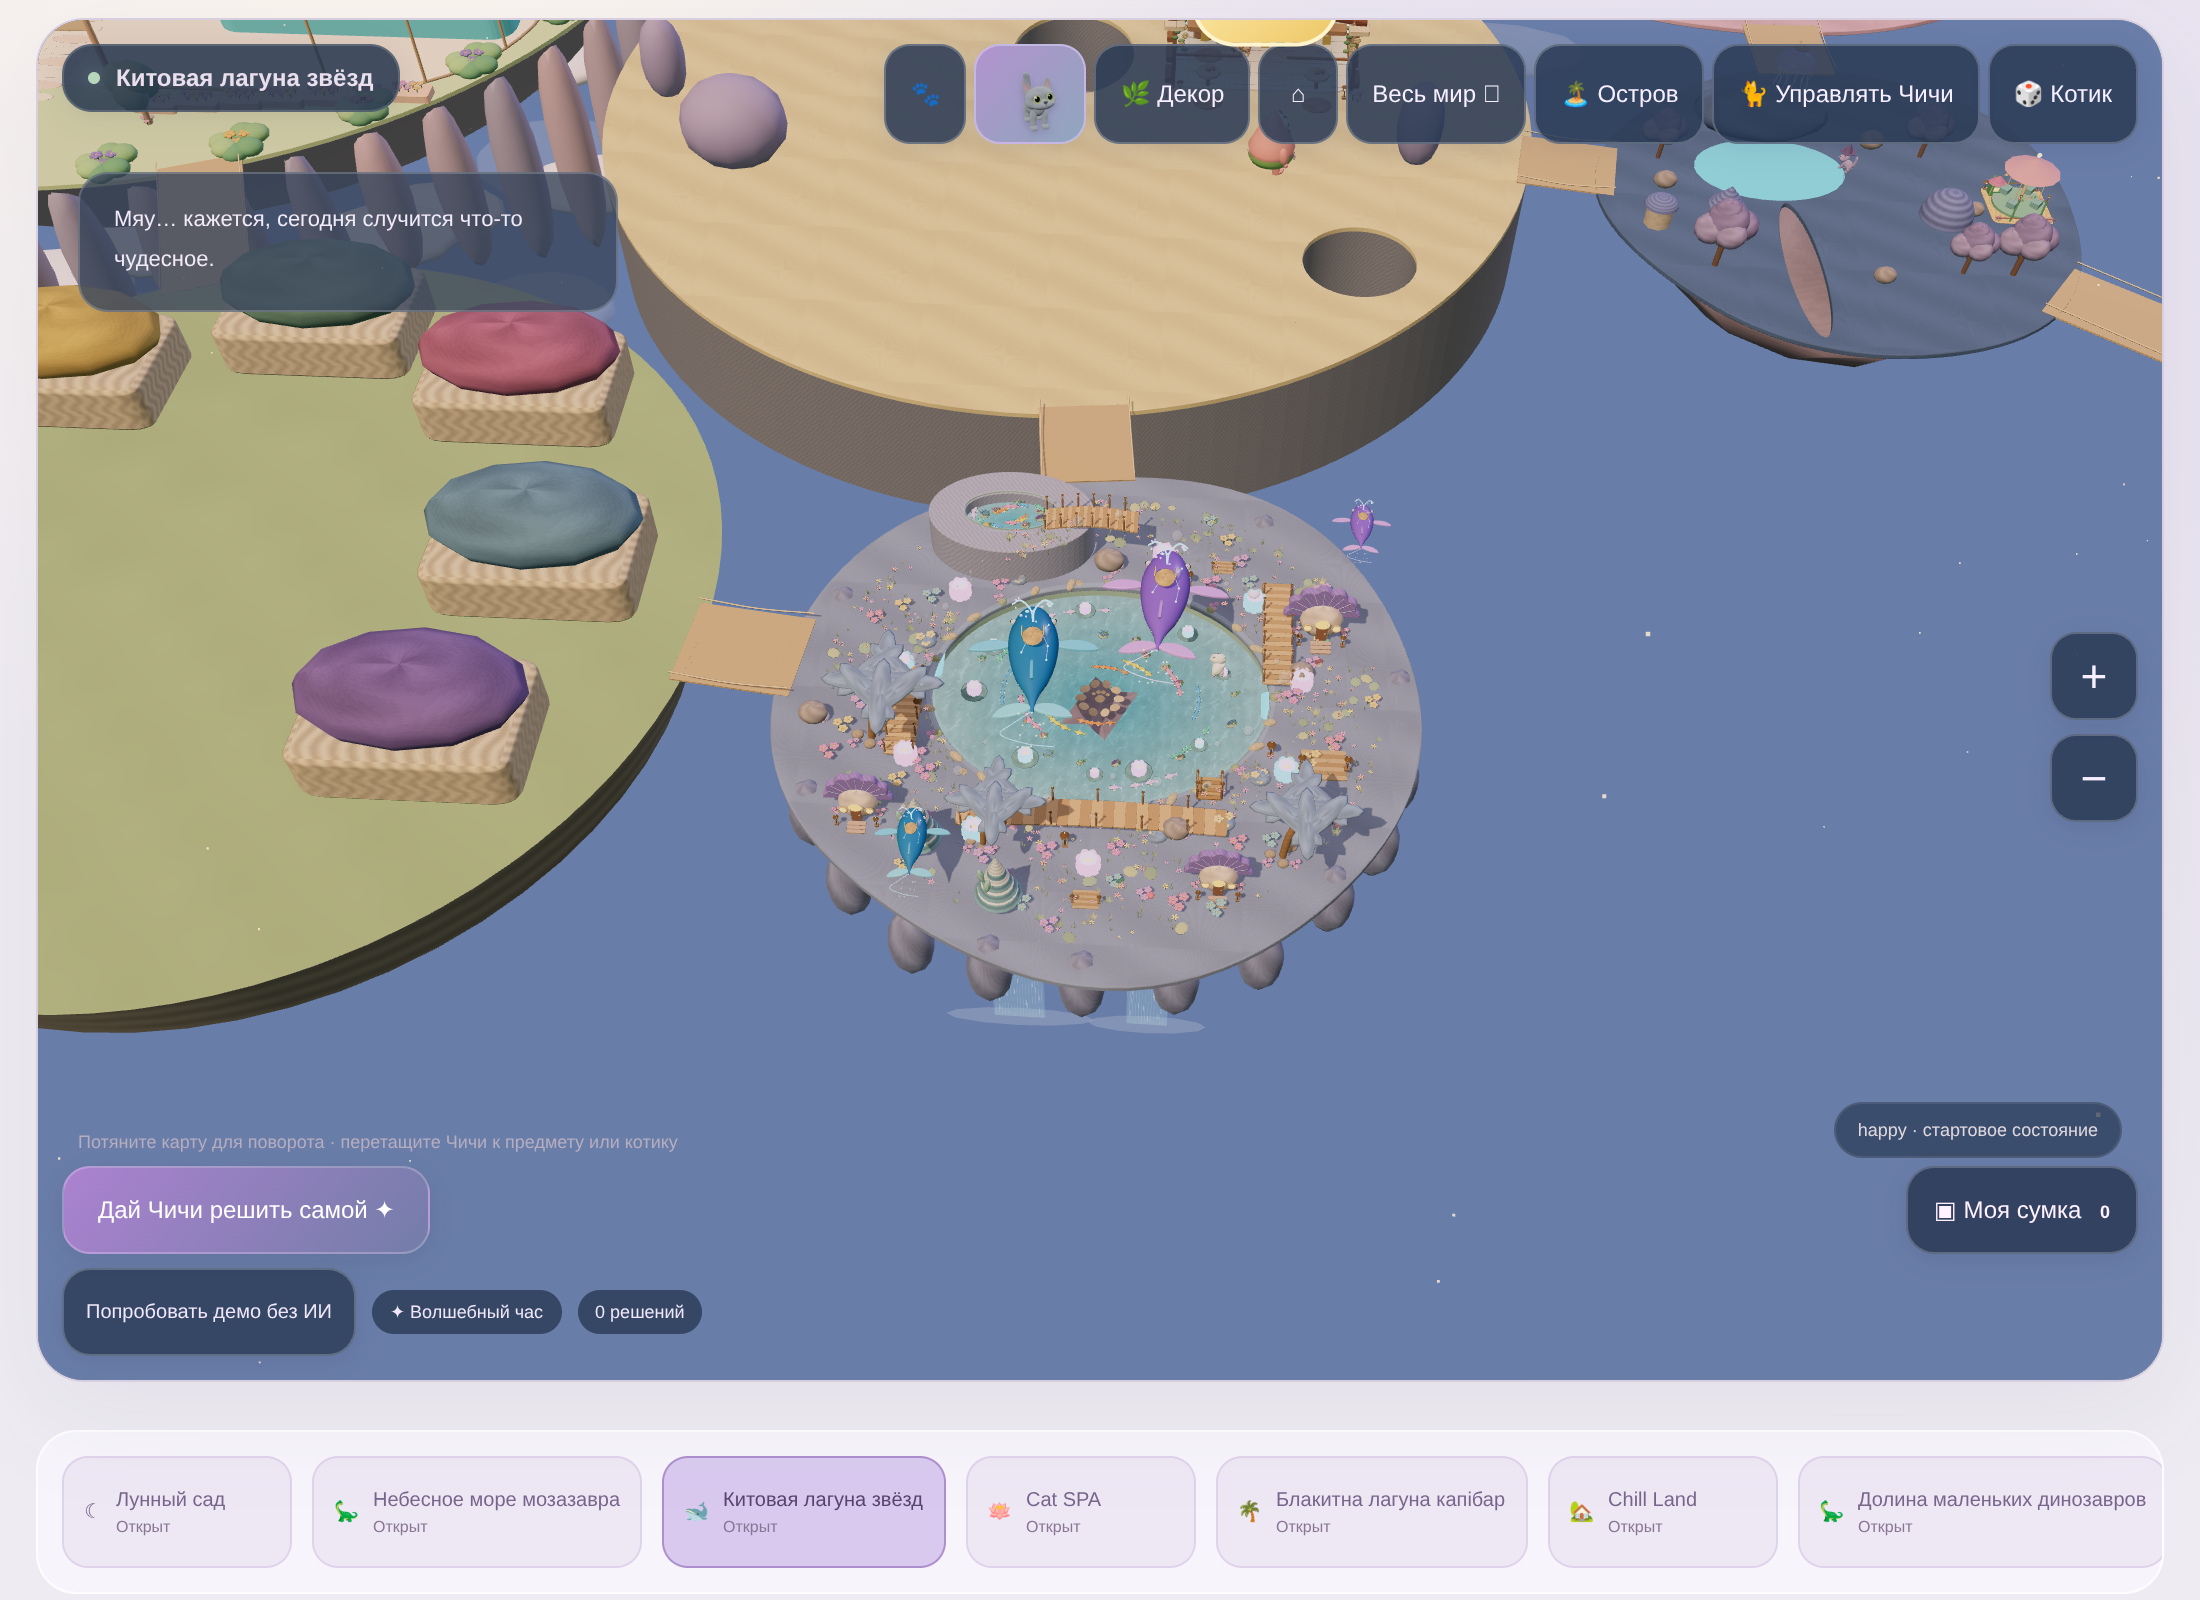 Китовая лагуна звёзд
Декор
Весь мир
Остров
Управлять Чичи
Котик
Мяу… кажется, сегодня случится что-то
чудесное.
+
−
Потяните карту для поворота · перетащите Чичи к предмету или котику
happy · стартовое состояние
Дай Чичи решить самой ✦
Моя сумка 0
Попробовать демо без ИИ
✦ Волшебный час
0 решений
Лунный сад
Открыт
Небесное море мозазавра
Открыт
Китовая лагуна звёзд
Открыт
Cat SPA
Открыт
Блакитна лагуна капібар
Открыт
Chill Land
Открыт
Долина маленьких динозавров
Открыт